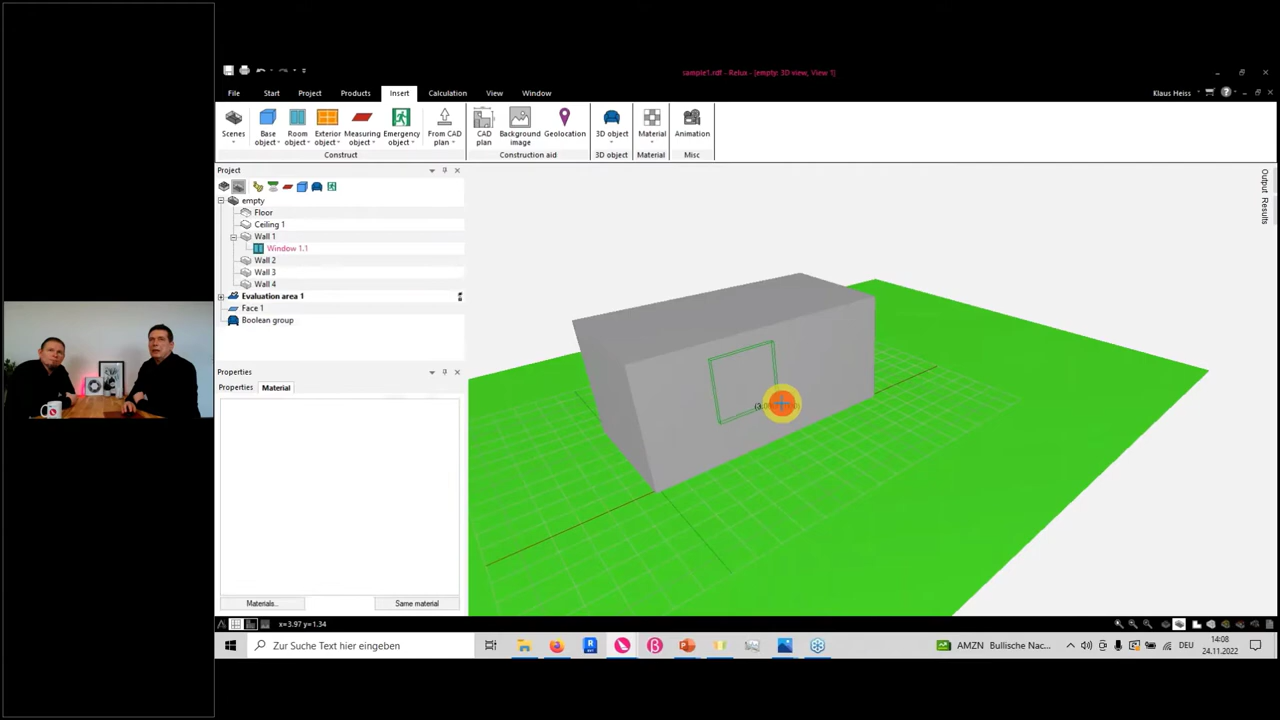 sample1.rdf - Relux - [empty: 3D view, View 1]
File Start Project Products Insert Calculation View Window
Klaus Heiss
Scenes
Base object
Room object
Exterior object
Measuring object
Emergency object
From CAD plan
CAD plan
Background image
Geolocation
3D object
Material
Animation
Construct
Construction aid
3D object
Material
Misc
Project
empty
Floor
Ceiling 1
Wall 1
Window 1.1
Wall 2
Wall 3
Wall 4
Evaluation area 1
Face 1
Boolean group
Properties
Properties Material
Materials..
Same material
Output Results
x=3.97 y=1.34
Zur Suche Text hier eingeben
AMZN Bullische Nac...
DEU
14:08
24.11.2022